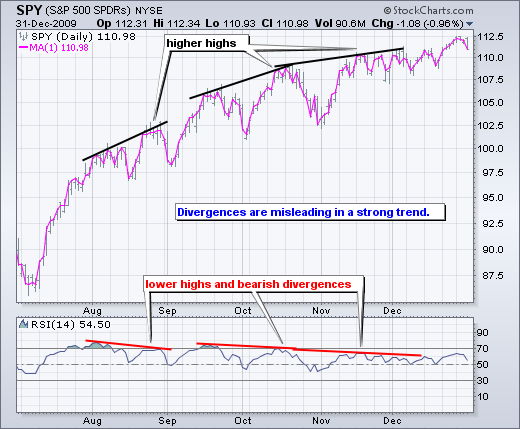 SPY (S&P 500 SPDRs) NYSE © StockCharts.com
31-Dec-2009 Op 112.31 Hi 112.34 Lo 110.93 Cl 110.98 Vol 90.6M Chg -1.08 (-0.96%)
SPY (Daily) 110.98
MA(1) 110.98
higher highs
112.5
110.0
107.5
105.0
102.5
100.0
97.5
95.0
92.5
90.0
87.5
Divergences are misleading in a strong trend.
lower highs and bearish divergences
Aug Sep Oct Nov Dec
RSI(14) 54.50
90
70
50
30
10
Aug Sep Oct Nov Dec